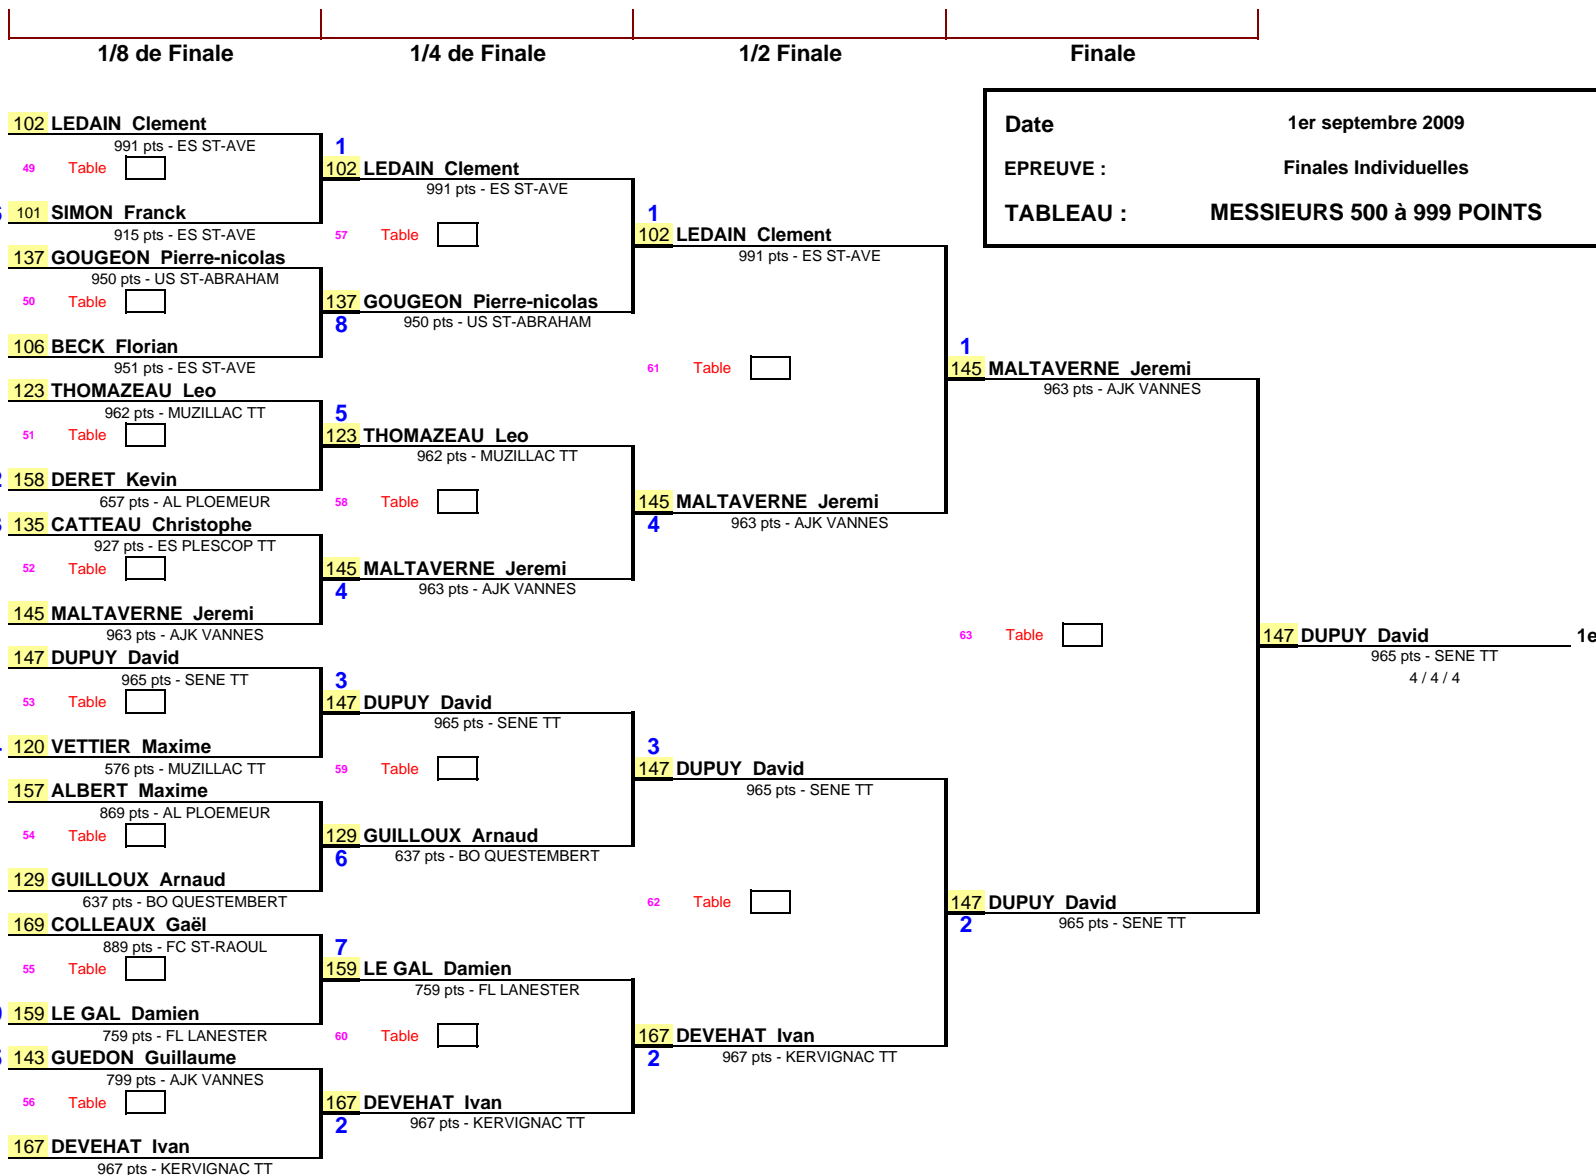 1/8 de Finale
1/4 de Finale
1/2 Finale
Finale
Date 1er septembre 2009
EPREUVE : Finales Individuelles
TABLEAU : MESSIEURS 500 à 999 POINTS
102 LEDAIN Clement
991 pts - ES ST-AVE
49 Table
101 SIMON Franck
915 pts - ES ST-AVE
137 GOUGEON Pierre-nicolas
950 pts - US ST-ABRAHAM
50 Table
106 BECK Florian
951 pts - ES ST-AVE
123 THOMAZEAU Leo
962 pts - MUZILLAC TT
51 Table
158 DERET Kevin
657 pts - AL PLOEMEUR
135 CATTEAU Christophe
927 pts - ES PLESCOP TT
52 Table
145 MALTAVERNE Jeremi
963 pts - AJK VANNES
147 DUPUY David
965 pts - SENE TT
53 Table
120 VETTIER Maxime
576 pts - MUZILLAC TT
157 ALBERT Maxime
869 pts - AL PLOEMEUR
54 Table
129 GUILLOUX Arnaud
637 pts - BO QUESTEMBERT
169 COLLEAUX Gaël
889 pts - FC ST-RAOUL
55 Table
159 LE GAL Damien
759 pts - FL LANESTER
143 GUEDON Guillaume
799 pts - AJK VANNES
56 Table
167 DEVEHAT Ivan
967 pts - KERVIGNAC TT
1
102 LEDAIN Clement
991 pts - ES ST-AVE
57 Table
137 GOUGEON Pierre-nicolas
8
950 pts - US ST-ABRAHAM
5
123 THOMAZEAU Leo
962 pts - MUZILLAC TT
58 Table
145 MALTAVERNE Jeremi
4
963 pts - AJK VANNES
3
147 DUPUY David
965 pts - SENE TT
59 Table
129 GUILLOUX Arnaud
6
637 pts - BO QUESTEMBERT
7
159 LE GAL Damien
759 pts - FL LANESTER
60 Table
167 DEVEHAT Ivan
2
967 pts - KERVIGNAC TT
1
102 LEDAIN Clement
991 pts - ES ST-AVE
61 Table
145 MALTAVERNE Jeremi
4
963 pts - AJK VANNES
3
147 DUPUY David
965 pts - SENE TT
62 Table
167 DEVEHAT Ivan
2
967 pts - KERVIGNAC TT
1
145 MALTAVERNE Jeremi
963 pts - AJK VANNES
63 Table
147 DUPUY David
2
965 pts - SENE TT
147 DUPUY David 1e
965 pts - SENE TT
4 / 4 / 4